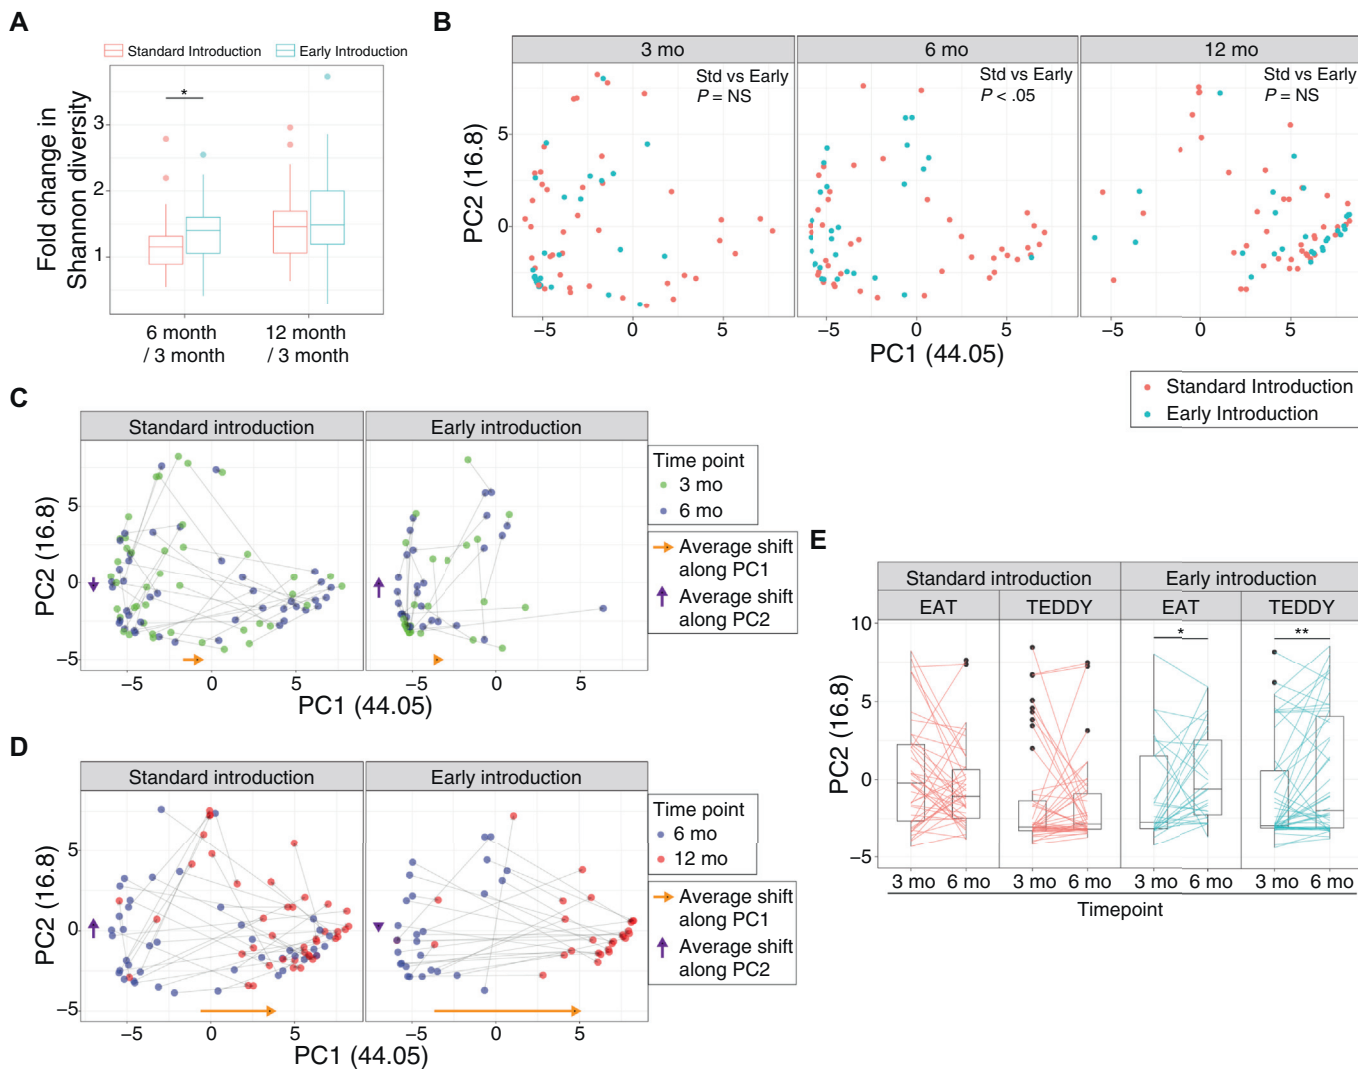 A
Standard Introduction
Early Introduction
Fold change in
Shannon diversity
3
2
1
*
6 month
/ 3 month
12 month
/ 3 month
B
3 mo
6 mo
12 mo
Std vs Early
P = NS
Std vs Early
P < .05
Std vs Early
P = NS
PC2 (16.8)
5
0
−5
0
5
−5
0
5
−5
0
5
PC1 (44.05)
Standard Introduction
Early Introduction
C
Standard introduction
Early introduction
PC2 (16.8)
5
0
−5
−5
0
5
−5
0
5
PC1 (44.05)
Time point
3 mo
6 mo
Average shift
along PC1
Average shift
along PC2
D
Standard introduction
Early introduction
PC2 (16.8)
5
0
−5
−5
0
5
−5
0
5
PC1 (44.05)
Time point
6 mo
12 mo
Average shift
along PC1
Average shift
along PC2
E
Standard introduction
Early introduction
EAT
TEDDY
EAT
TEDDY
*
**
PC2 (16.8)
10
5
0
−5
3 mo 6 mo
3 mo 6 mo
3 mo 6 mo
3 mo 6 mo
Timepoint